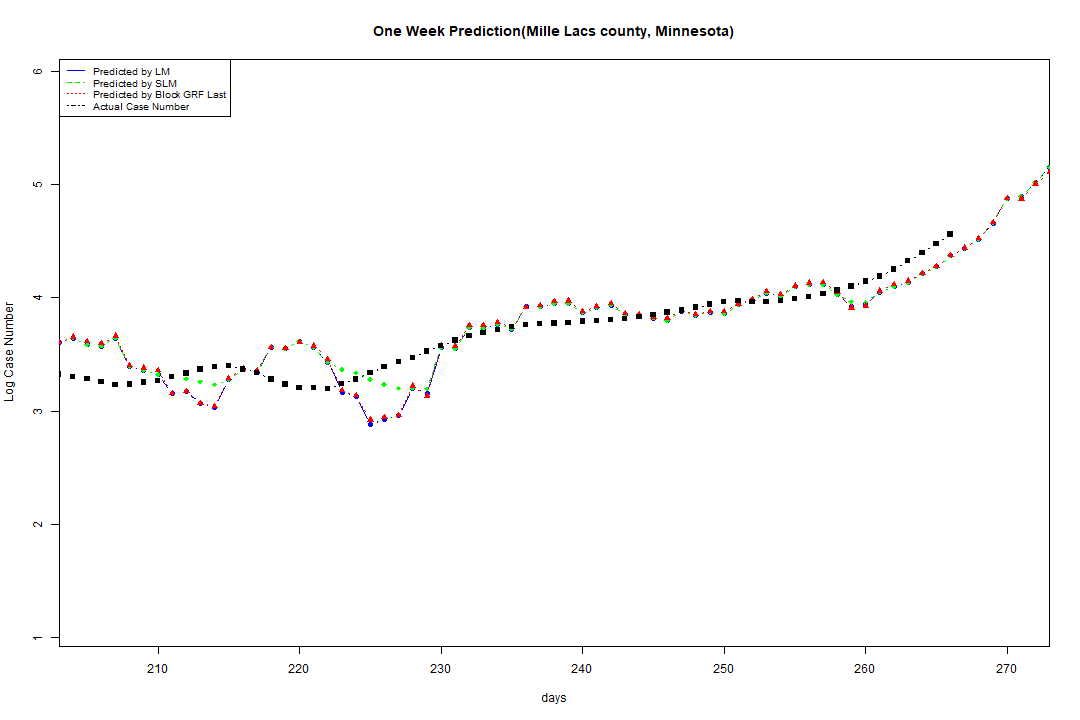 One Week Prediction(Mille Lacs county, Minnesota)
Predicted by LM
Predicted by SLM
Predicted by Block GRF Last
Actual Case Number
Log Case Number
6
5
4
3
2
1
210 220 230 240 250 260 270
days